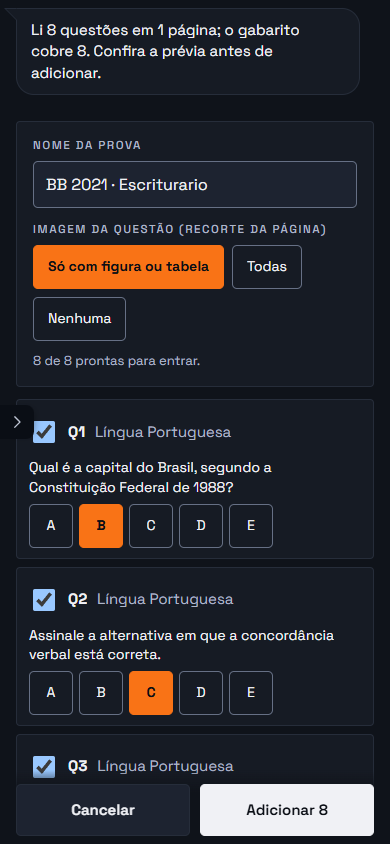 Li 8 questões em 1 página; o gabarito
cobre 8. Confira a prévia antes de
adicionar.
NOME DA PROVA
BB 2021 · Escriturario
IMAGEM DA QUESTÃO (RECORTE DA PÁGINA)
Só com figura ou tabela
Todas
Nenhuma
8 de 8 prontas para entrar.
Q1 Língua Portuguesa
Qual é a capital do Brasil, segundo a
Constituição Federal de 1988?
A B C D E
Q2 Língua Portuguesa
Assinale a alternativa em que a concordância
verbal está correta.
A B C D E
Q3 Língua Portuguesa
Cancelar
Adicionar 8